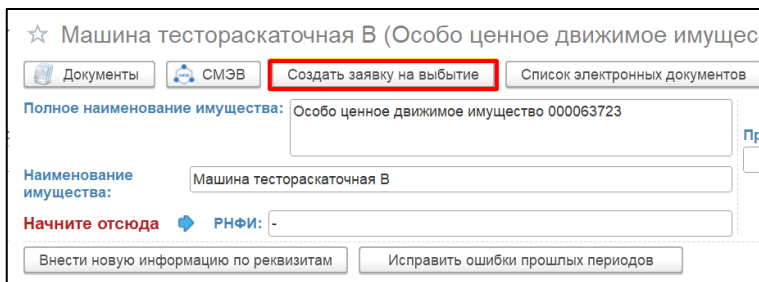 ☆ Машина тестораскаточная В (Особо ценное движимое имущес
Документы СМЭВ Создать заявку на выбытие Список электронных документов
Полное наименование имущества: Особо ценное движимое имущество 000063723
Пр
Наименование имущества: Машина тестораскаточная В
Начните отсюда РНФИ: -
Внести новую информацию по реквизитам Исправить ошибки прошлых периодов